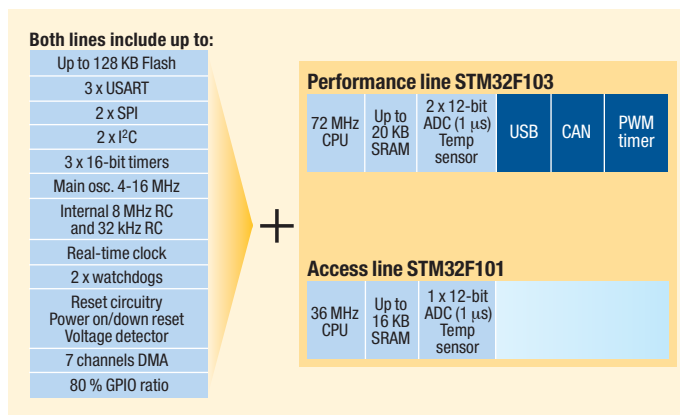 Both lines include up to:
Up to 128 KB Flash
3 x USART
2 x SPI
2 x I²C
3 x 16-bit timers
Main osc. 4-16 MHz
Internal 8 MHz RC
and 32 kHz RC
Real-time clock
2 x watchdogs
Reset circuitry
Power on/down reset
Voltage detector
7 channels DMA
80 % GPIO ratio
+
Performance line STM32F103
72 MHz
CPU
Up to
20 KB
SRAM
2 x 12-bit
ADC (1 µs)
Temp
sensor
USB
CAN
PWM
timer
Access line STM32F101
36 MHz
CPU
Up to
16 KB
SRAM
1 x 12-bit
ADC (1 µs)
Temp
sensor